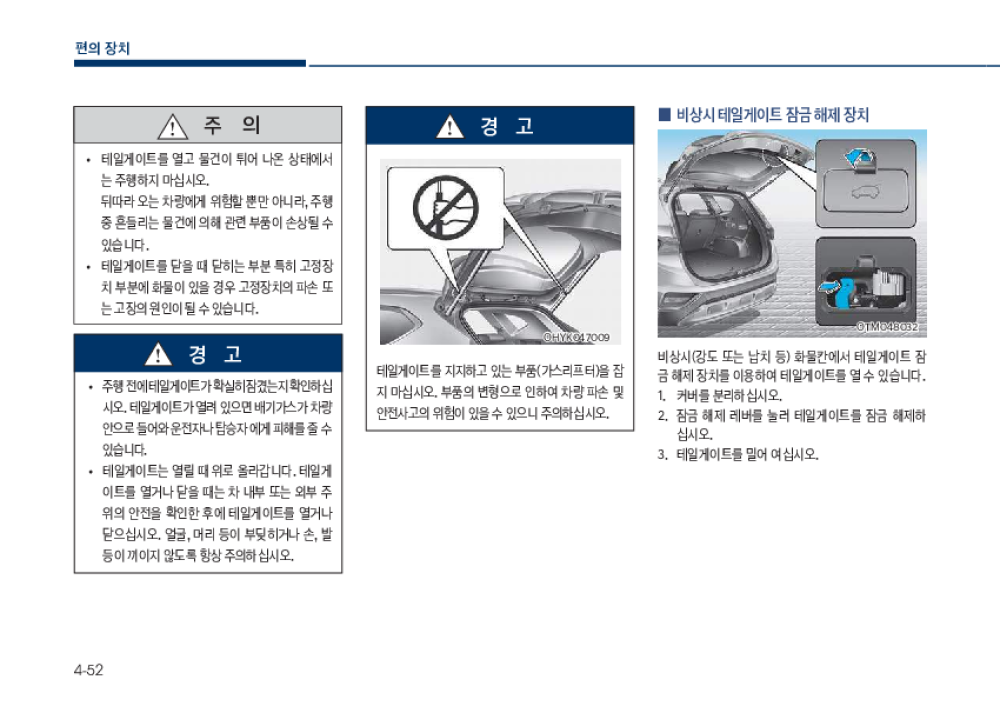 편의 장치
주 의
• 테일게이트를 열고 물건이 튀어 나온 상태에서
는 주행하지 마십시오.
뒤따라 오는 차량에게 위험할 뿐만 아니라, 주행
중 흔들리는 물건에 의해 관련 부품이 손상될 수
있습니다.
• 테일게이트를 닫을 때 닫히는 부분 특히 고정장
치 부분에 화물이 있을 경우 고정장치의 파손 또
는 고장의 원인이 될 수 있습니다.
경 고
• 주행 전에 테일게이트가 확실히 잠겼는지 확인하십
시오. 테일게이트가 열려 있으면 배기가스가 차량
안으로 들어와 운전자나 탑승자에게 피해를 줄 수
있습니다.
• 테일게이트는 열릴 때 위로 올라갑니다. 테일게
이트를 열거나 닫을 때는 차 내부 또는 외부 주
위의 안전을 확인한 후에 테일게이트를 열거나
닫으십시오. 얼굴, 머리 등이 부딪히거나 손, 발
등이 끼이지 않도록 항상 주의하십시오.
경 고
OHYK047009
테일게이트를 지지하고 있는 부품(가스리프터)을 잡
지 마십시오. 부품의 변형으로 인하여 차량 파손 및
안전사고의 위험이 있을 수 있으니 주의하십시오.
■ 비상시 테일게이트 잠금 해제 장치
OTM048032
비상시(강도 또는 납치 등) 화물칸에서 테일게이트 잠
금 해제 장치를 이용하여 테일게이트를 열 수 있습니다.
1. 커버를 분리하십시오.
2. 잠금 해제 레버를 눌러 테일게이트를 잠금 해제하
십시오.
3. 테일게이트를 밀어 여십시오.
4-52